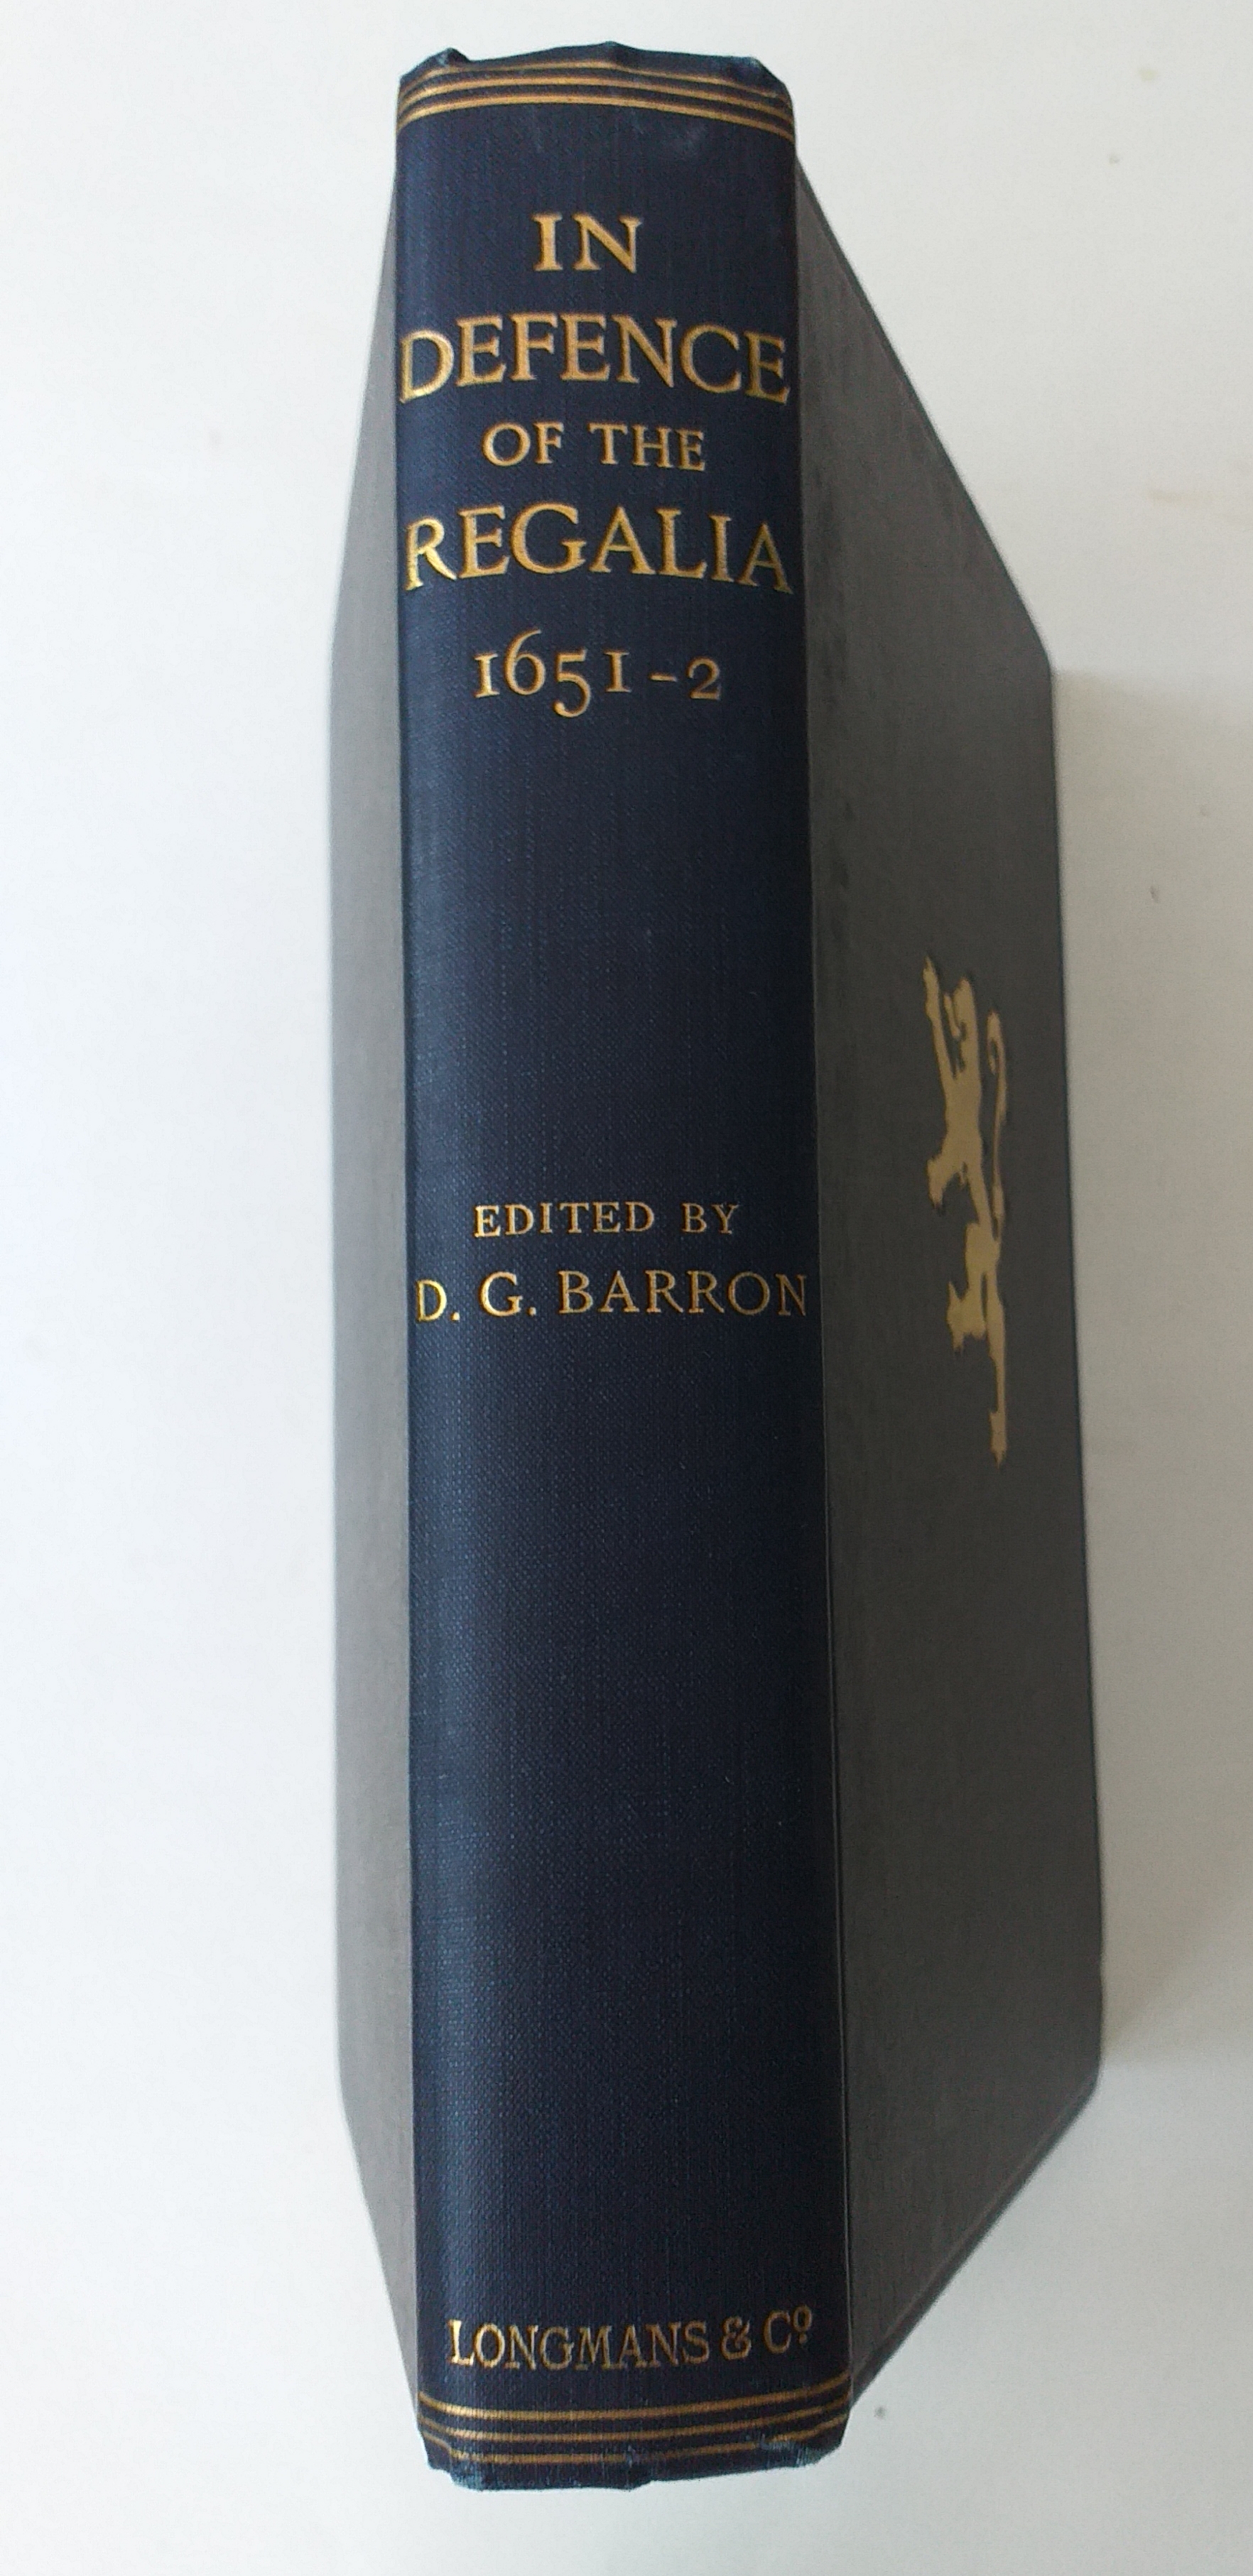 IN
DEFENCE
OF THE
REGALIA
1651-2
EDITED BY
D. G. BARRON
LONGMANS & Cº